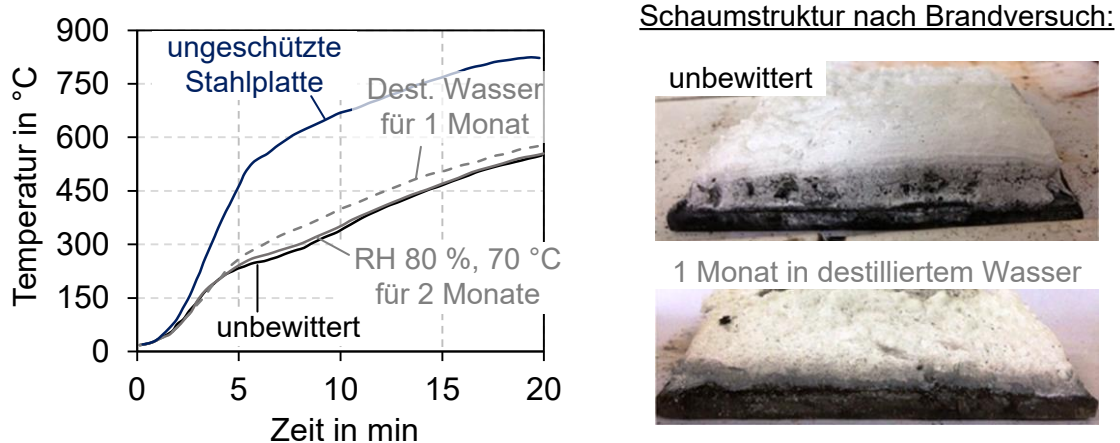 Schaumstruktur nach Brandversuch:
900
750
600
450
300
150
0
Temperatur in °C
ungeschützte
Stahlplatte
Dest. Wasser
für 1 Monat
RH 80 %, 70 °C
für 2 Monate
unbewittert
0
5
10
15
20
Zeit in min
unbewittert
1 Monat in destilliertem Wasser